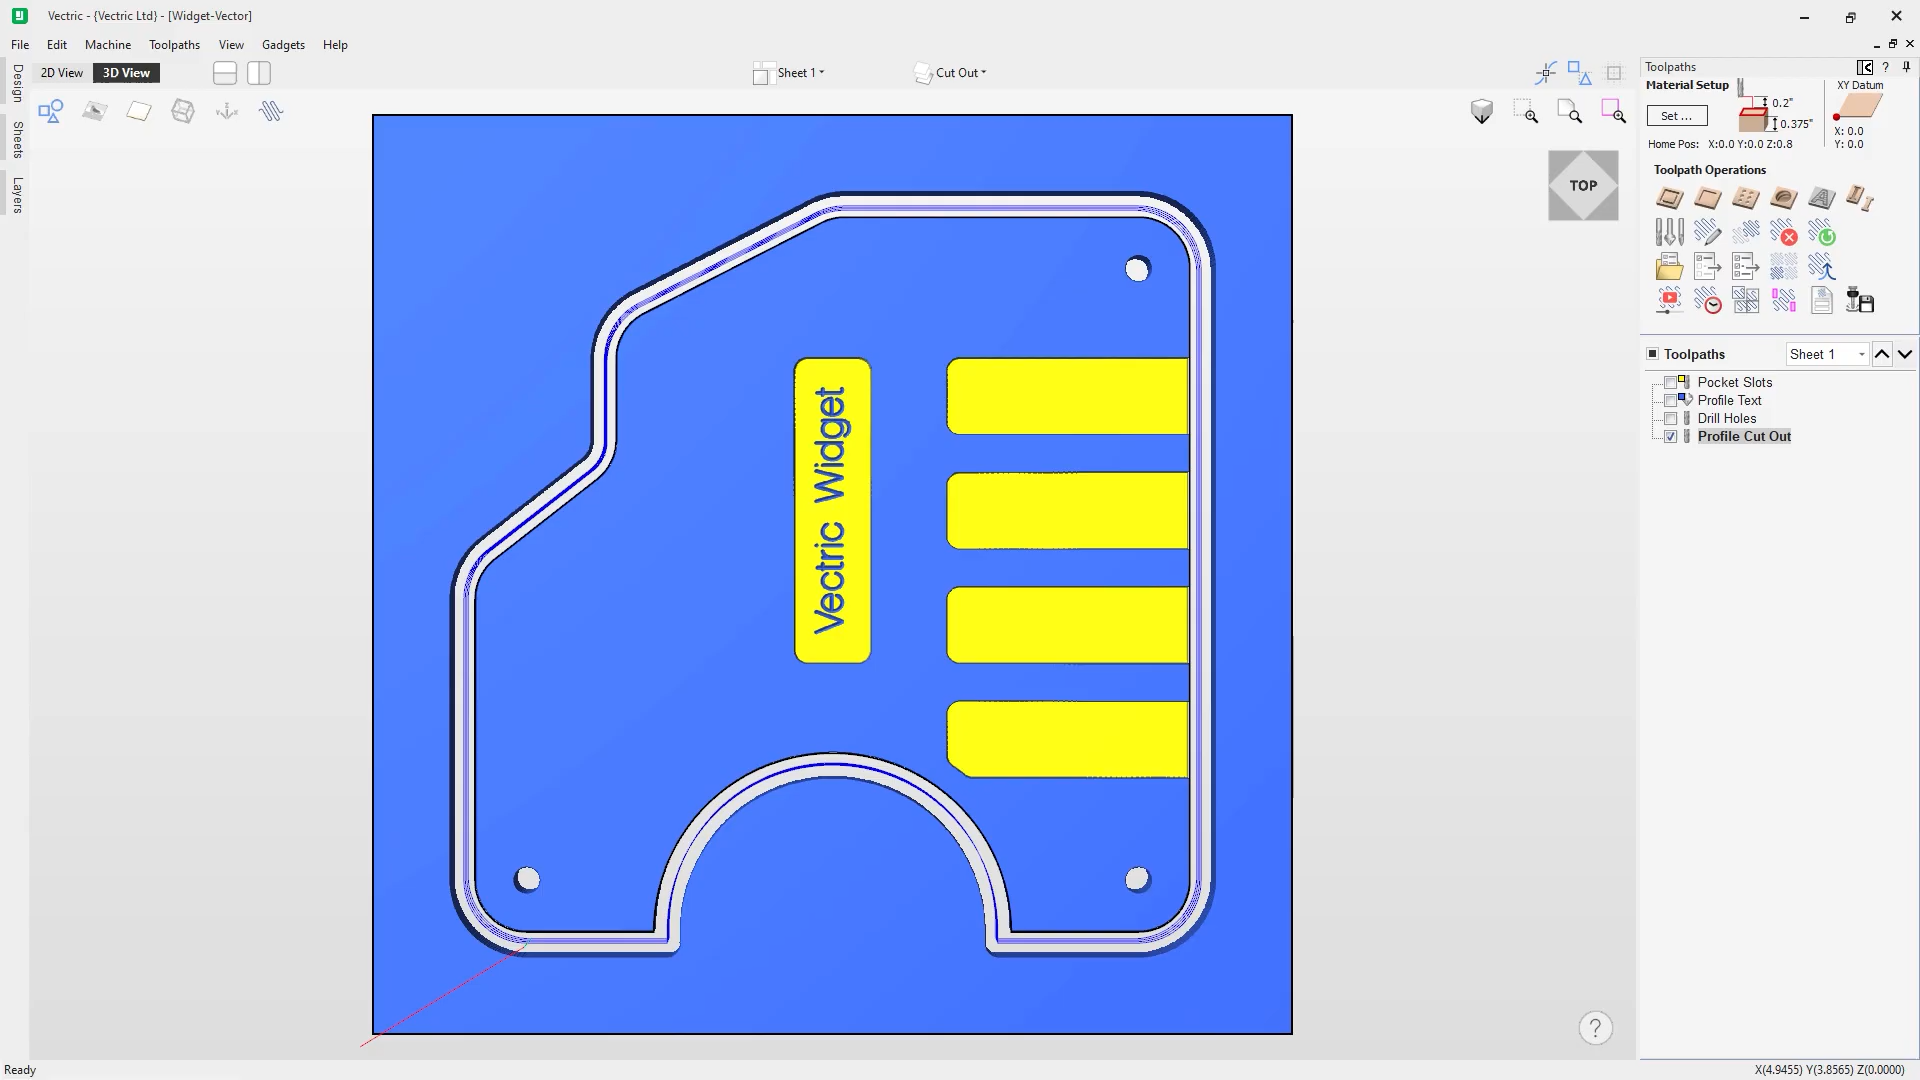 Vectric - {Vectric Ltd} - [Widget-Vector]
File Edit Machine Toolpaths View Gadgets Help
2D View 3D View Sheet 1 Cut Out
Design
Sheets
Layers
TOP
Vectric Widget
Toolpaths ?
Material Setup
Set ...
0.2"
0.375"
XY Datum
X: 0.0
Y: 0.0
Home Pos: X:0.0 Y:0.0 Z:0.8
Toolpath Operations
A
Toolpaths Sheet 1
Pocket Slots
Profile Text
Drill Holes
Profile Cut Out
?
Ready
X(4.9455) Y(3.8565) Z(0.0000)